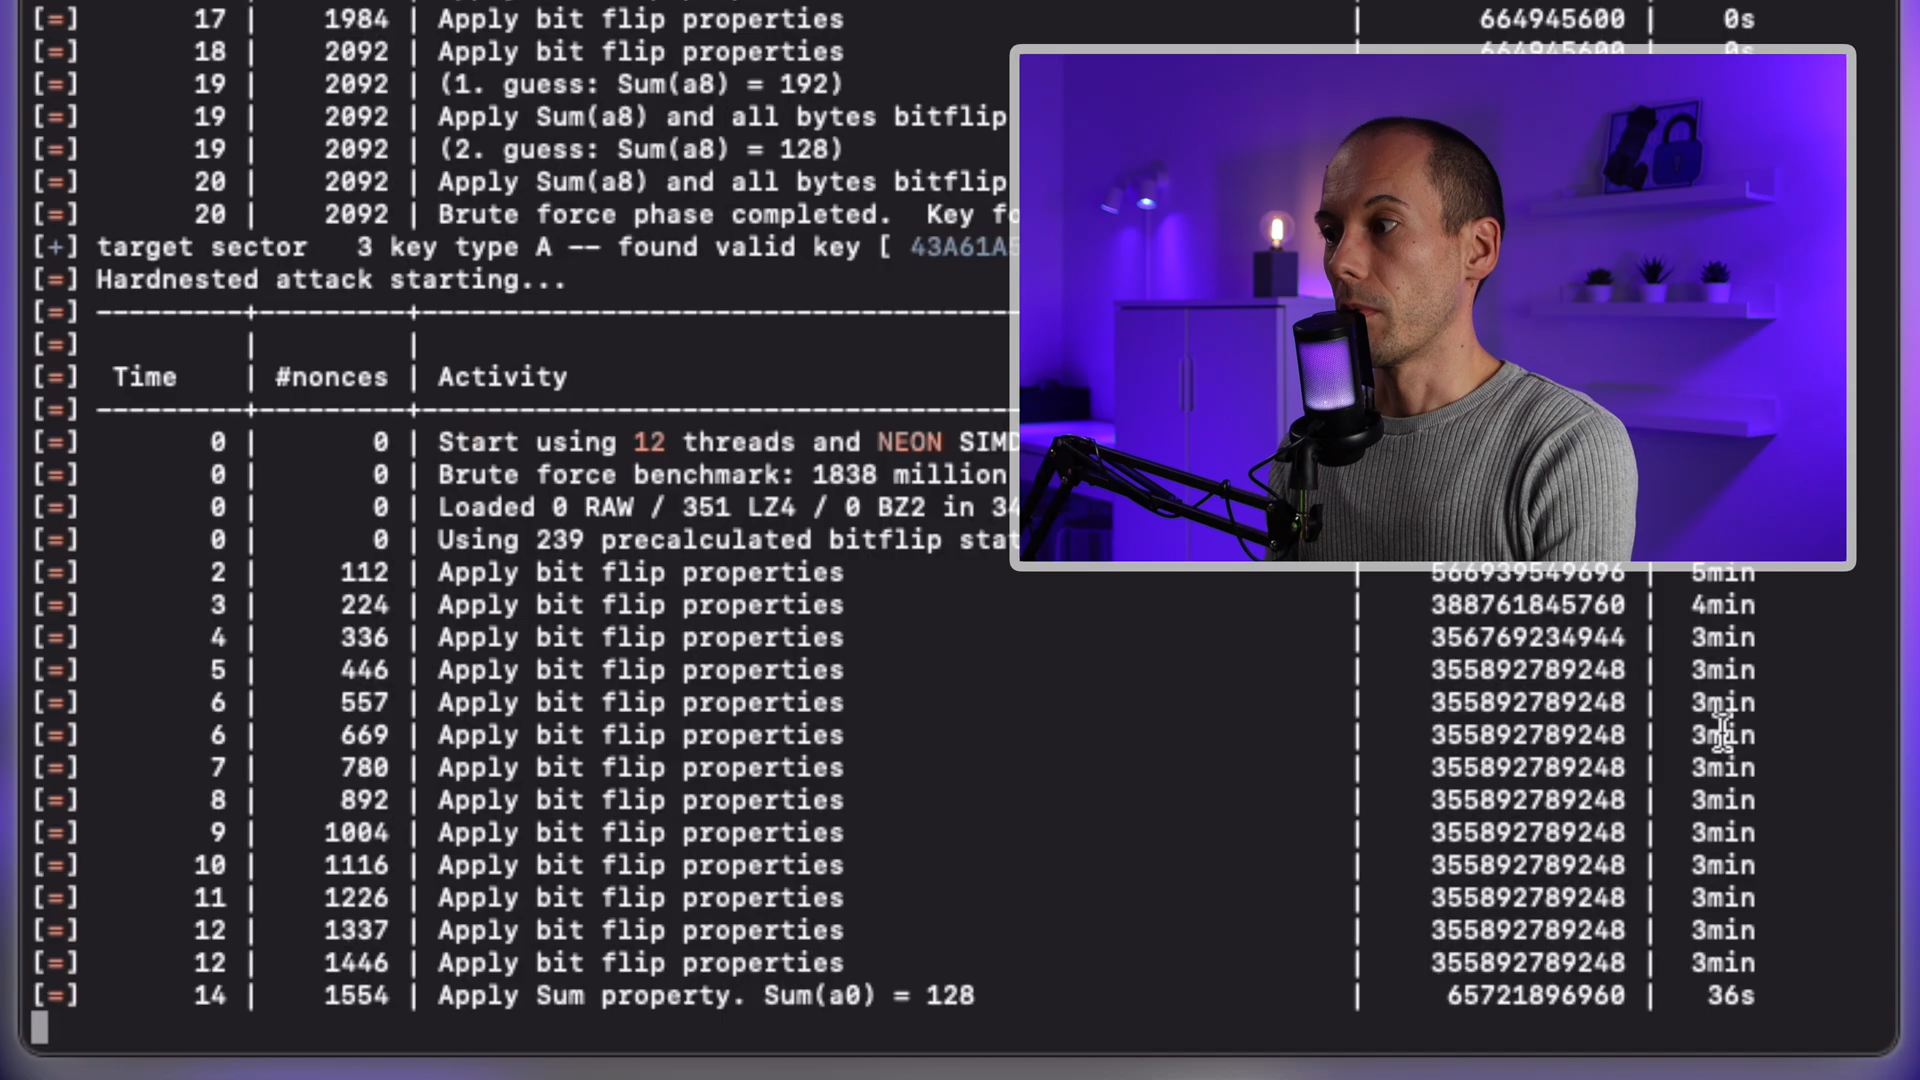 [=] 17 | 1984 | Apply bit flip properties | 664945600 | 0s
[=] 18 | 2092 | Apply bit flip properties | 664945600 | 0s
[=] 19 | 2092 | (1. guess: Sum(a8) = 192)
[=] 19 | 2092 | Apply Sum(a8) and all bytes bitflip
[=] 19 | 2092 | (2. guess: Sum(a8) = 128)
[=] 20 | 2092 | Apply Sum(a8) and all bytes bitflip
[=] 20 | 2092 | Brute force phase completed. Key fo
[+] target sector 3 key type A -- found valid key [ 43A61A5
[=] Hardnested attack starting...
[=] ---------+---------+-------------------------------------
[=] | |
[=] Time | #nonces | Activity
[=] ---------+---------+-------------------------------------
[=] 0 | 0 | Start using 12 threads and NEON SIMD
[=] 0 | 0 | Brute force benchmark: 1838 million
[=] 0 | 0 | Loaded 0 RAW / 351 LZ4 / 0 BZ2 in 34
[=] 0 | 0 | Using 239 precalculated bitflip stat
[=] 2 | 112 | Apply bit flip properties | 566939549696 | 5min
[=] 3 | 224 | Apply bit flip properties | 388761845760 | 4min
[=] 4 | 336 | Apply bit flip properties | 356769234944 | 3min
[=] 5 | 446 | Apply bit flip properties | 355892789248 | 3min
[=] 6 | 557 | Apply bit flip properties | 355892789248 | 3min
[=] 6 | 669 | Apply bit flip properties | 355892789248 | 3min
[=] 7 | 780 | Apply bit flip properties | 355892789248 | 3min
[=] 8 | 892 | Apply bit flip properties | 355892789248 | 3min
[=] 9 | 1004 | Apply bit flip properties | 355892789248 | 3min
[=] 10 | 1116 | Apply bit flip properties | 355892789248 | 3min
[=] 11 | 1226 | Apply bit flip properties | 355892789248 | 3min
[=] 12 | 1337 | Apply bit flip properties | 355892789248 | 3min
[=] 12 | 1446 | Apply bit flip properties | 355892789248 | 3min
[=] 14 | 1554 | Apply Sum property. Sum(a0) = 128 | 65721896960 | 36s